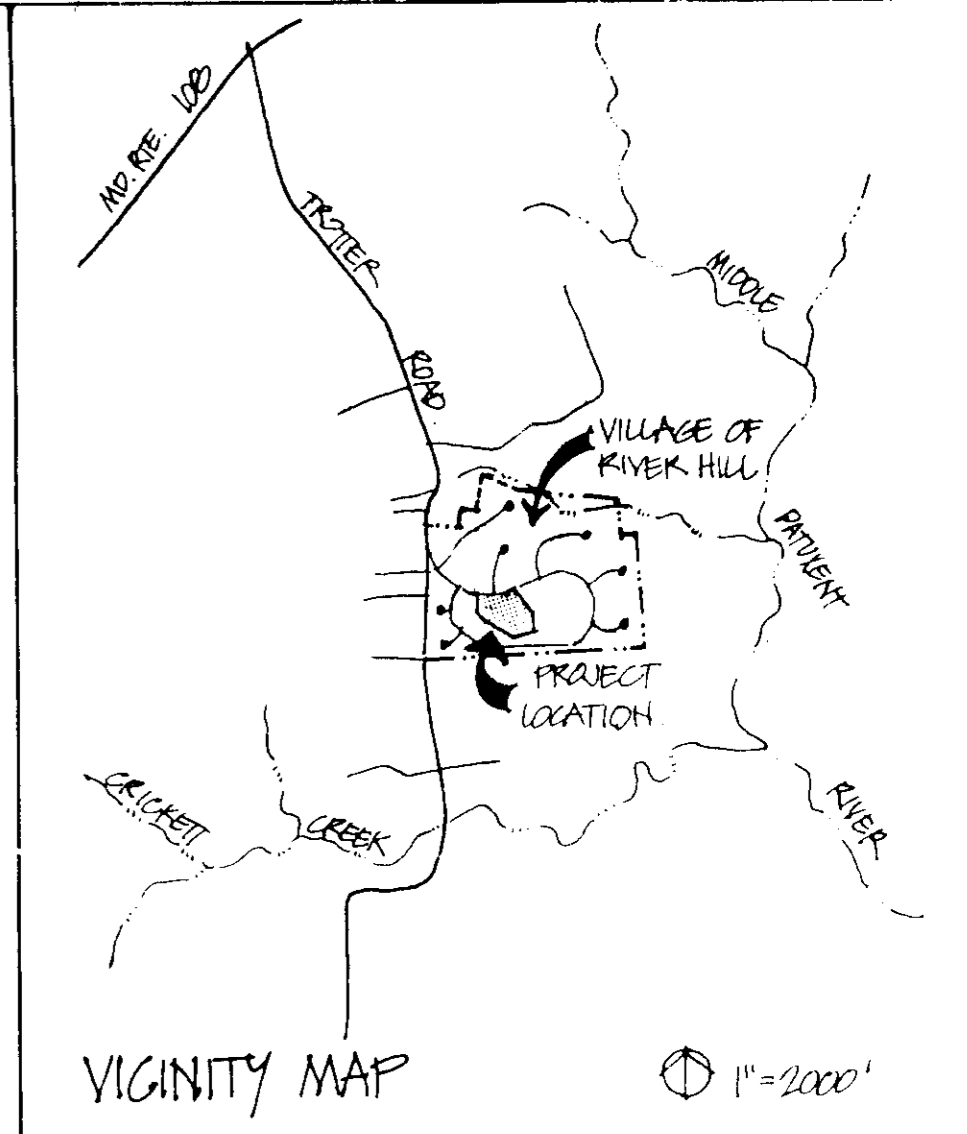 MD. RTE. 108
TROTTER
ROAD
MIDDLE
VILLAGE OF
RIVER HILL
PATUXENT
PROJECT
LOCATION
CRICKETT
CREEK
RIVER
VICINITY MAP
1"=2000'